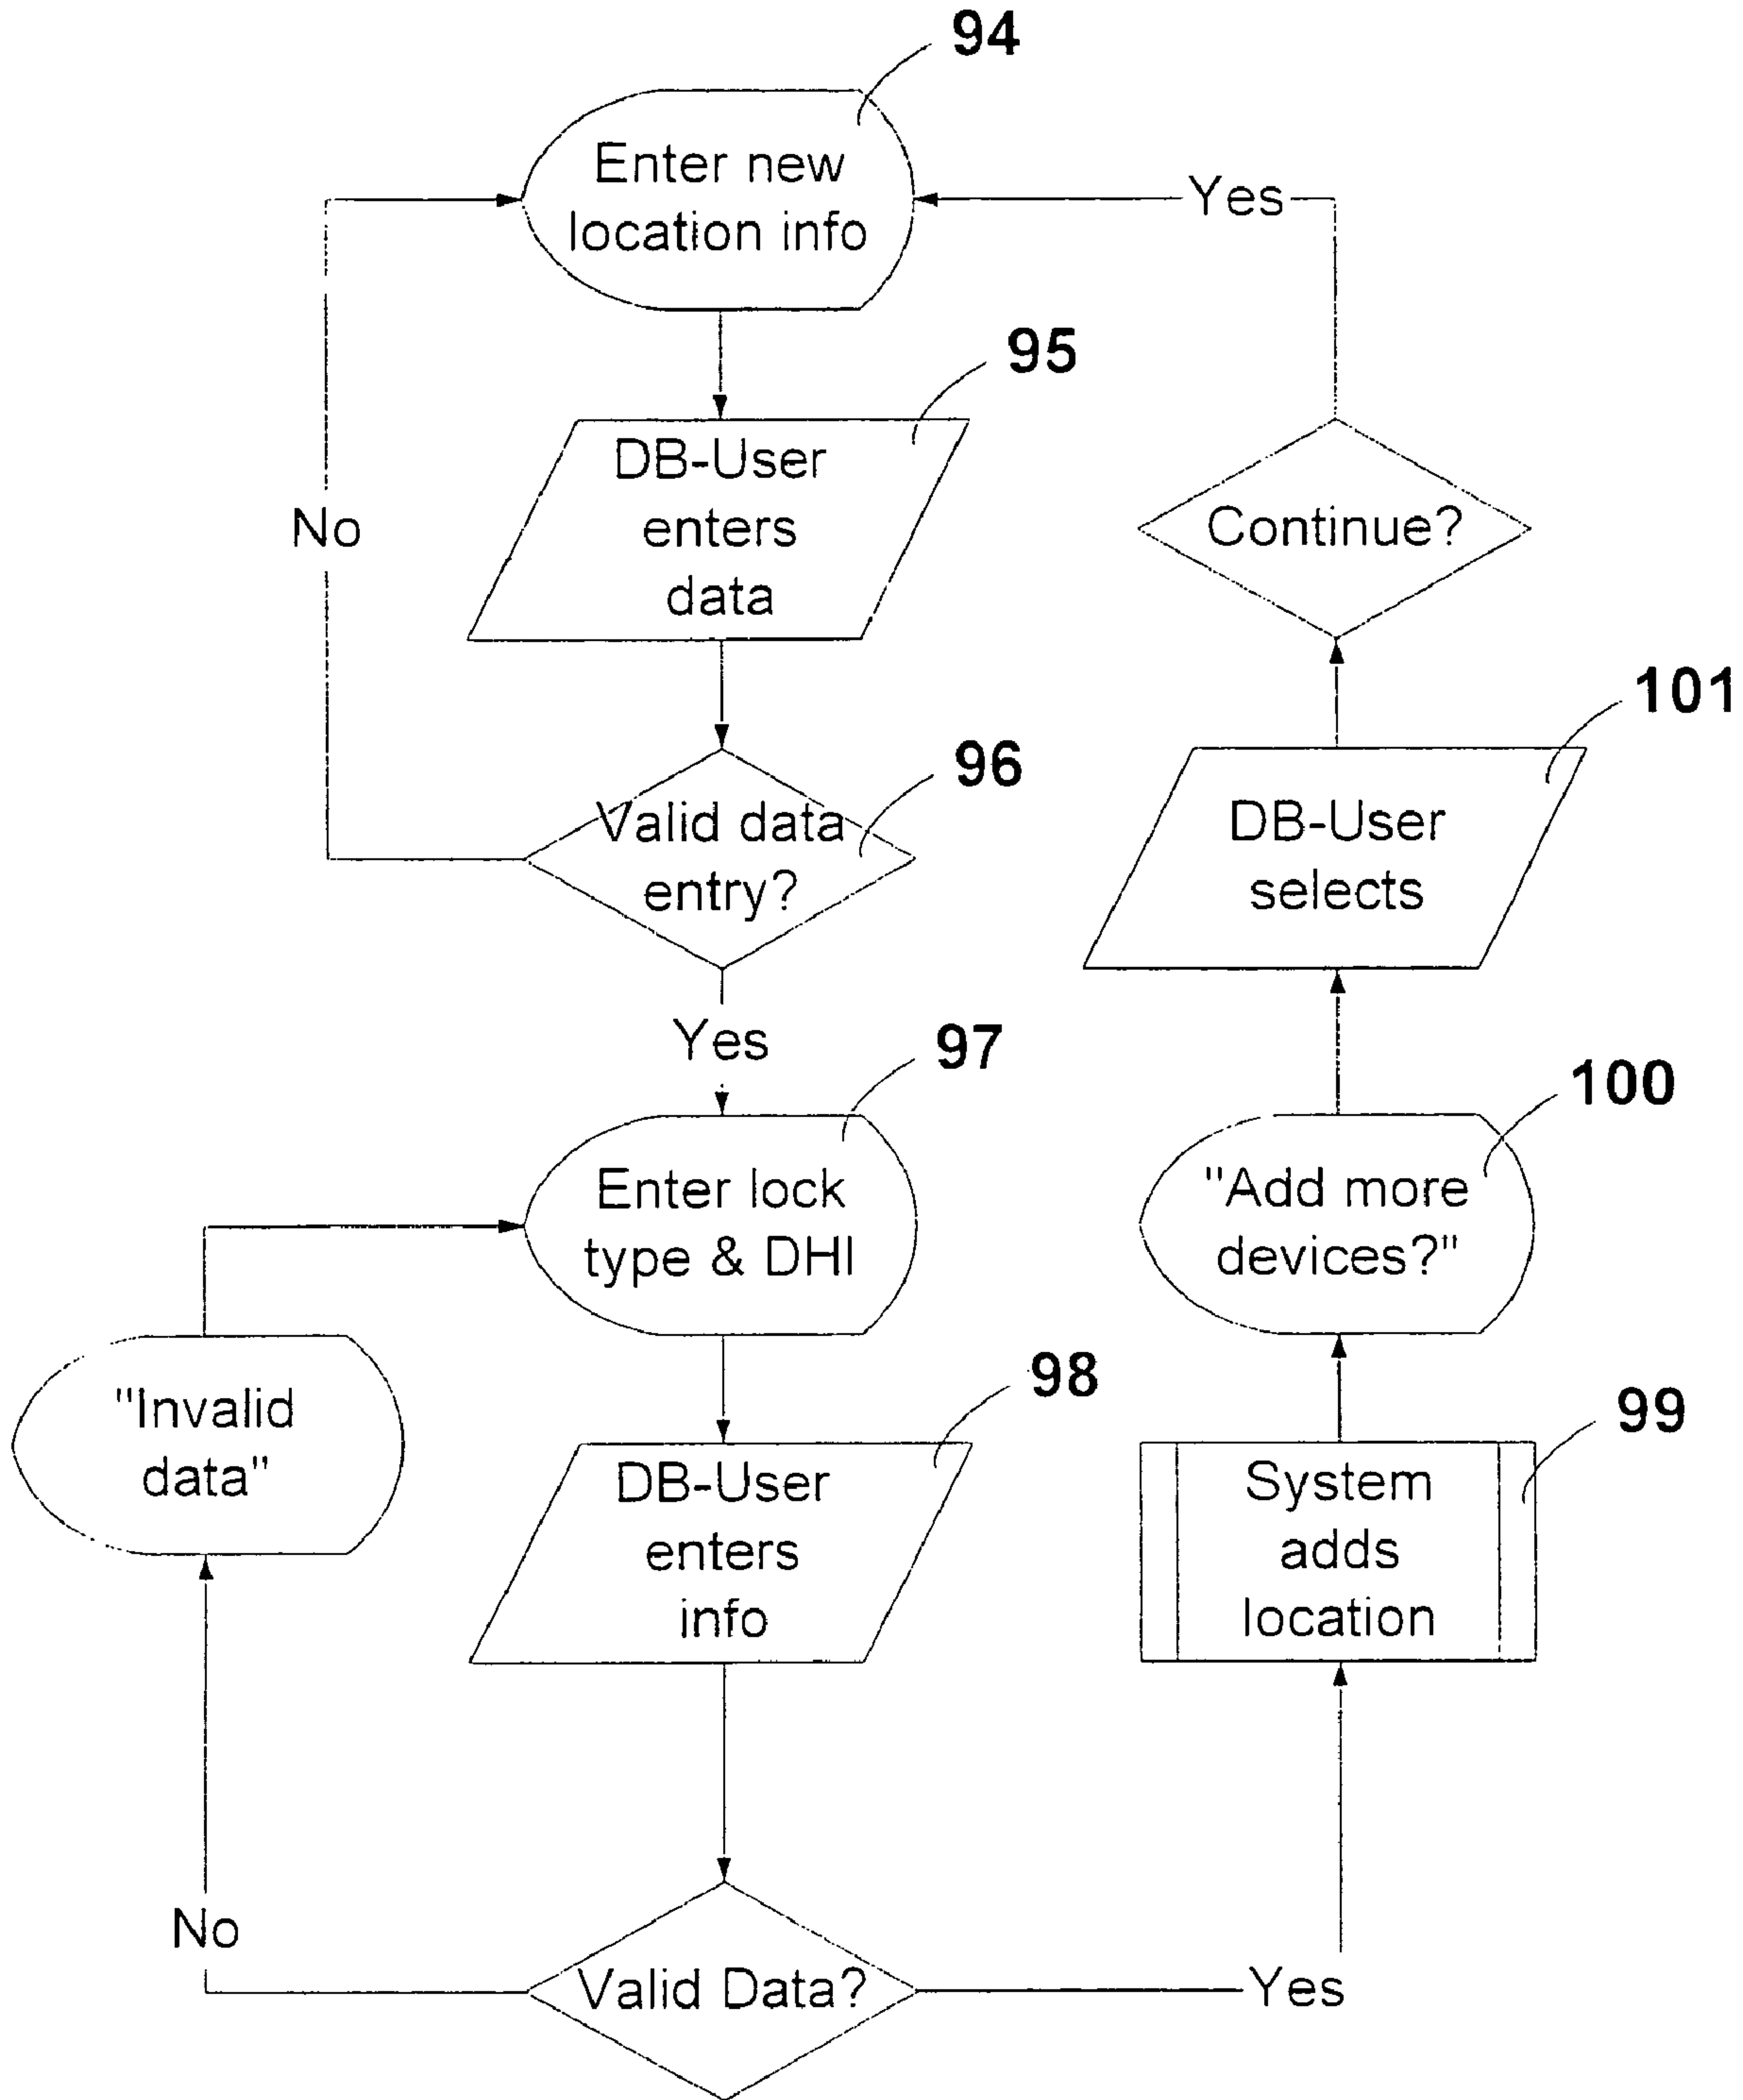 94
Enter new
location info
Yes
95
DB-User
enters
data
No
Continue?
96
Valid data
entry?
101
DB-User
selects
Yes
97
Enter lock
type & DHI
100
"Add more
devices?"
"Invalid
data"
98
DB-User
enters
info
99
System
adds
location
No
Valid Data?
Yes